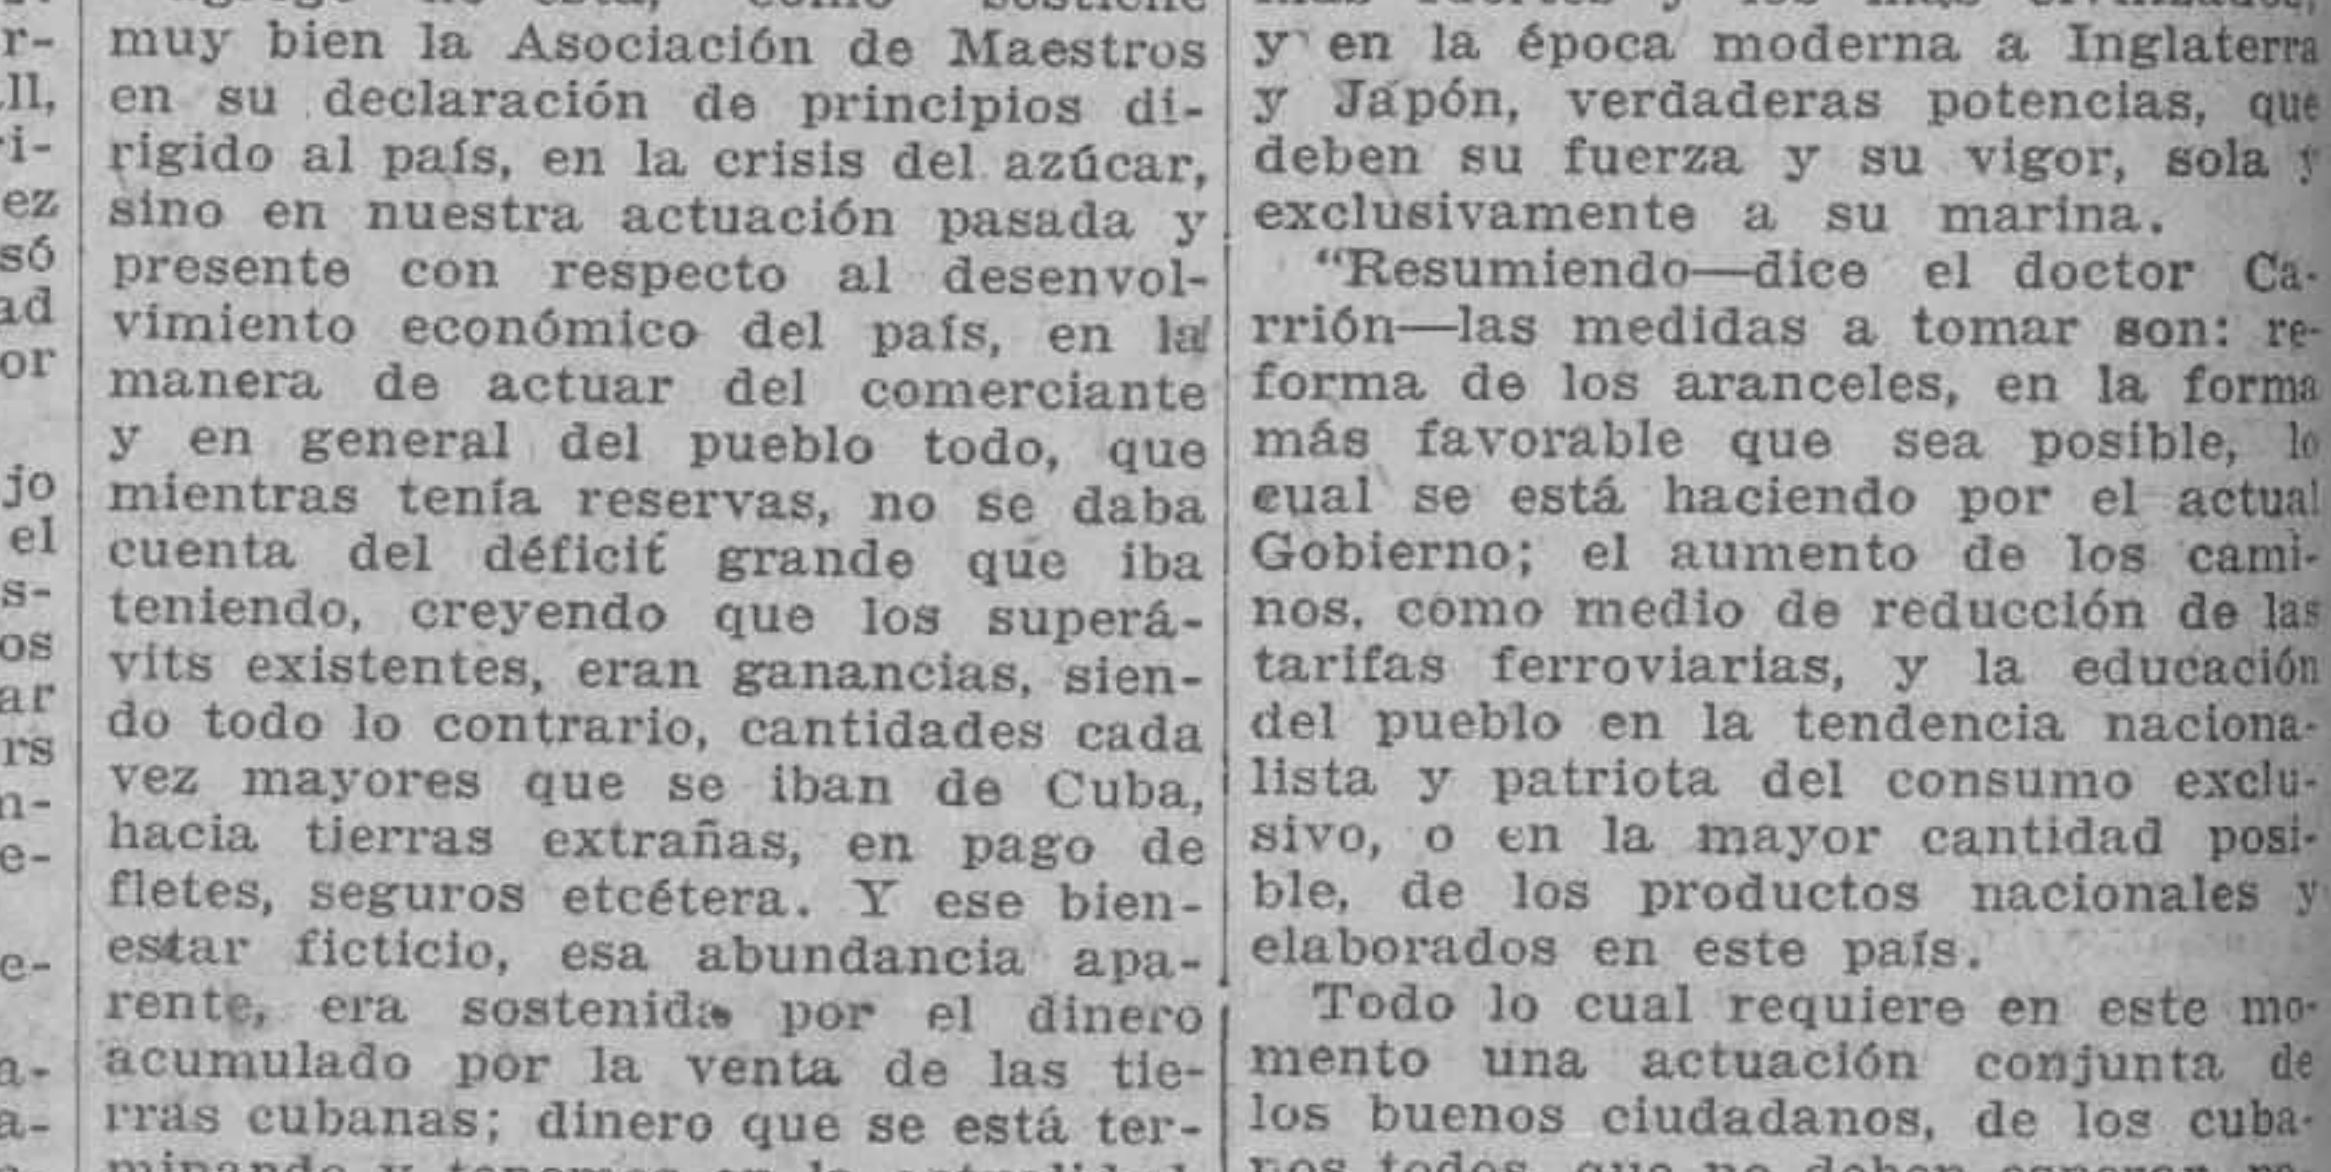 r-
ll,
ri-
ez
só
ad
or
jo
el
s-
os
ar
rs
n-
e-
e-
a-
a-
muy bien la Asociación de Maestros
en su declaración de principios di-
rigido al país, en la crisis del azúcar,
sino en nuestra actuación pasada y
presente con respecto al desenvol-
vimiento económico del país, en la
manera de actuar del comerciante
y en general del pueblo todo, que
mientras tenía reservas, no se daba
cuenta del déficit grande que iba
teniendo, creyendo que los superá-
vits existentes, eran ganancias, sien-
do todo lo contrario, cantidades cada
vez mayores que se iban de Cuba,
hacia tierras extrañas, en pago de
fletes, seguros etcétera. Y ese bien-
estar ficticio, esa abundancia apa-
rente, era sostenida por el dinero
acumulado por la venta de las tie-
rras cubanas; dinero que se está ter-
y en la época moderna a Inglaterra
y Japón, verdaderas potencias, que
deben su fuerza y su vigor, sola y
exclusivamente a su marina.
"Resumiendo—dice el doctor Ca-
rrión—las medidas a tomar son: re-
forma de los aranceles, en la forma
más favorable que sea posible, lo
cual se está haciendo por el actual
Gobierno; el aumento de los cami-
nos, como medio de reducción de las
tarifas ferroviarias, y la educación
del pueblo en la tendencia naciona-
lista y patriota del consumo exclu-
sivo, o en la mayor cantidad posi-
ble, de los productos nacionales y
elaborados en este país.
Todo lo cual requiere en este mo-
mento una actuación conjunta de
los buenos ciudadanos, de los cuba-